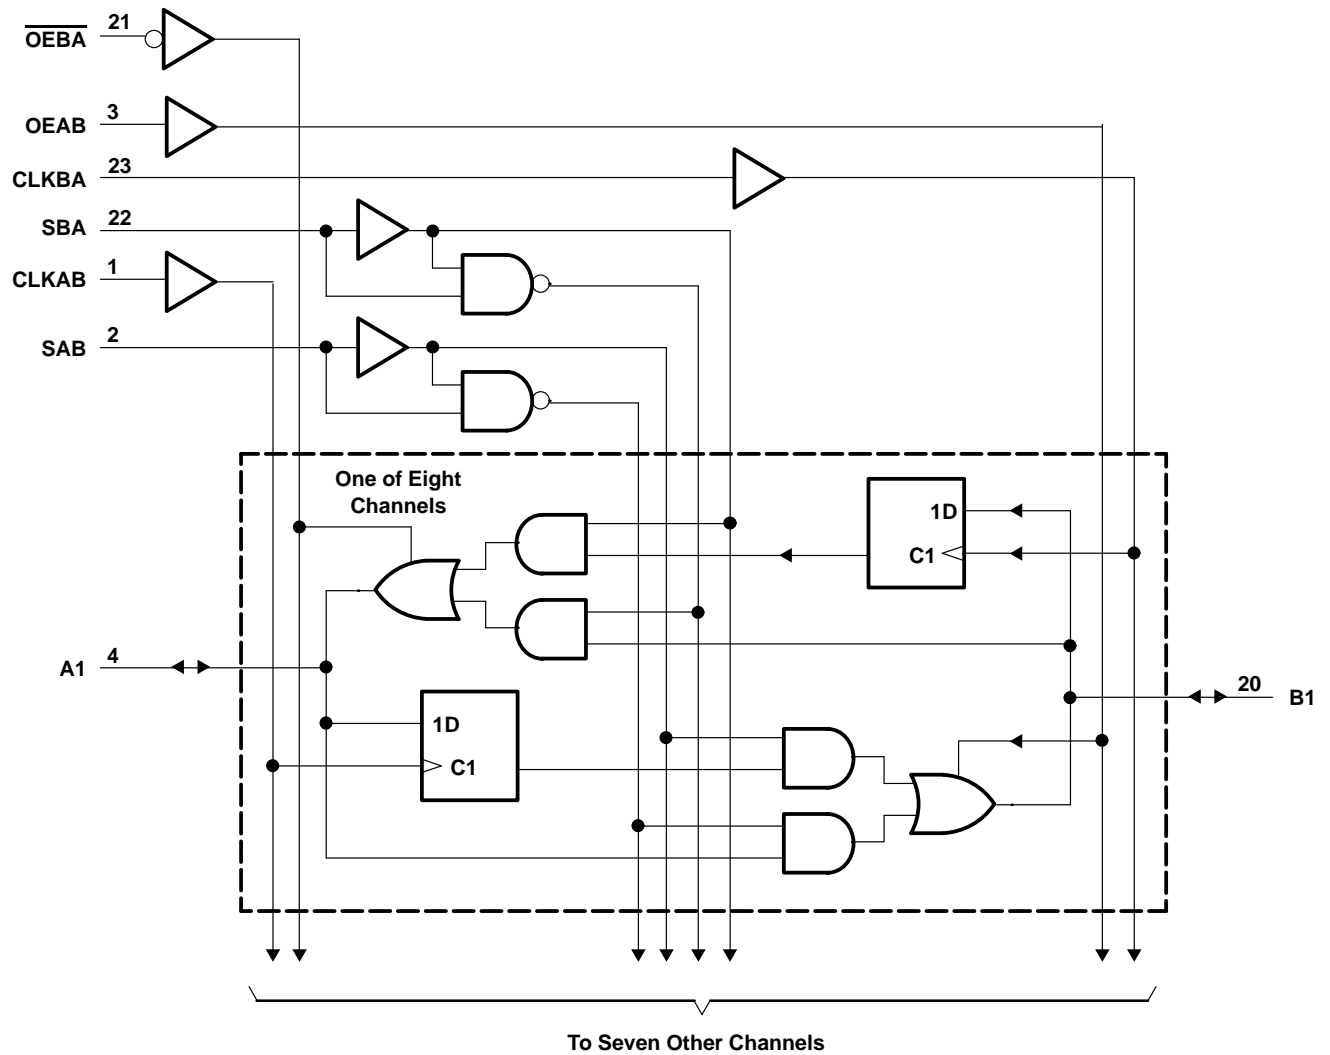 OEBA 21
OEAB 3
CLKBA 23
SBA 22
CLKAB 1
SAB 2
One of Eight
Channels
1D
C1
A1 4
20 B1
1D
C1
To Seven Other Channels